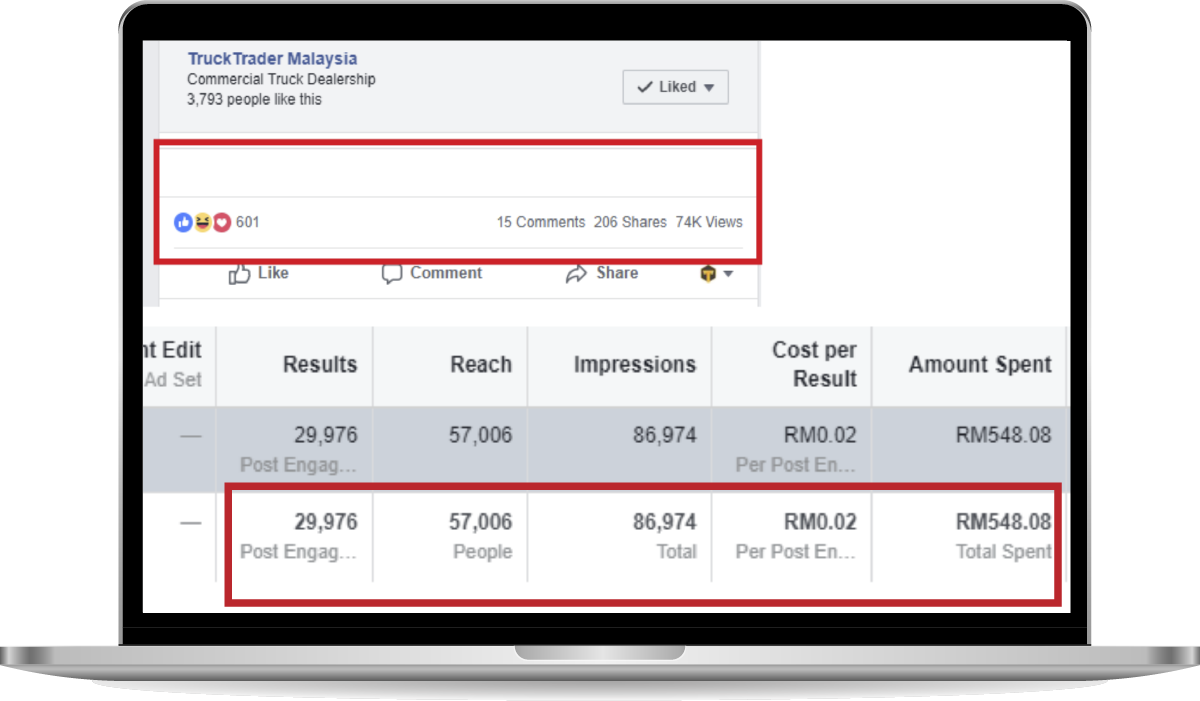 TruckTrader Malaysia
Commercial Truck Dealership
3,793 people like this
Liked
601
15 Comments 206 Shares 74K Views
Like Comment Share
nt Edit
Ad Set
Results Reach Impressions Cost per Result Amount Spent
— 29,976 57,006 86,974 RM0.02 RM548.08
Post Engag... Per Post En...
— 29,976 57,006 86,974 RM0.02 RM548.08
Post Engag... People Total Per Post En... Total Spent